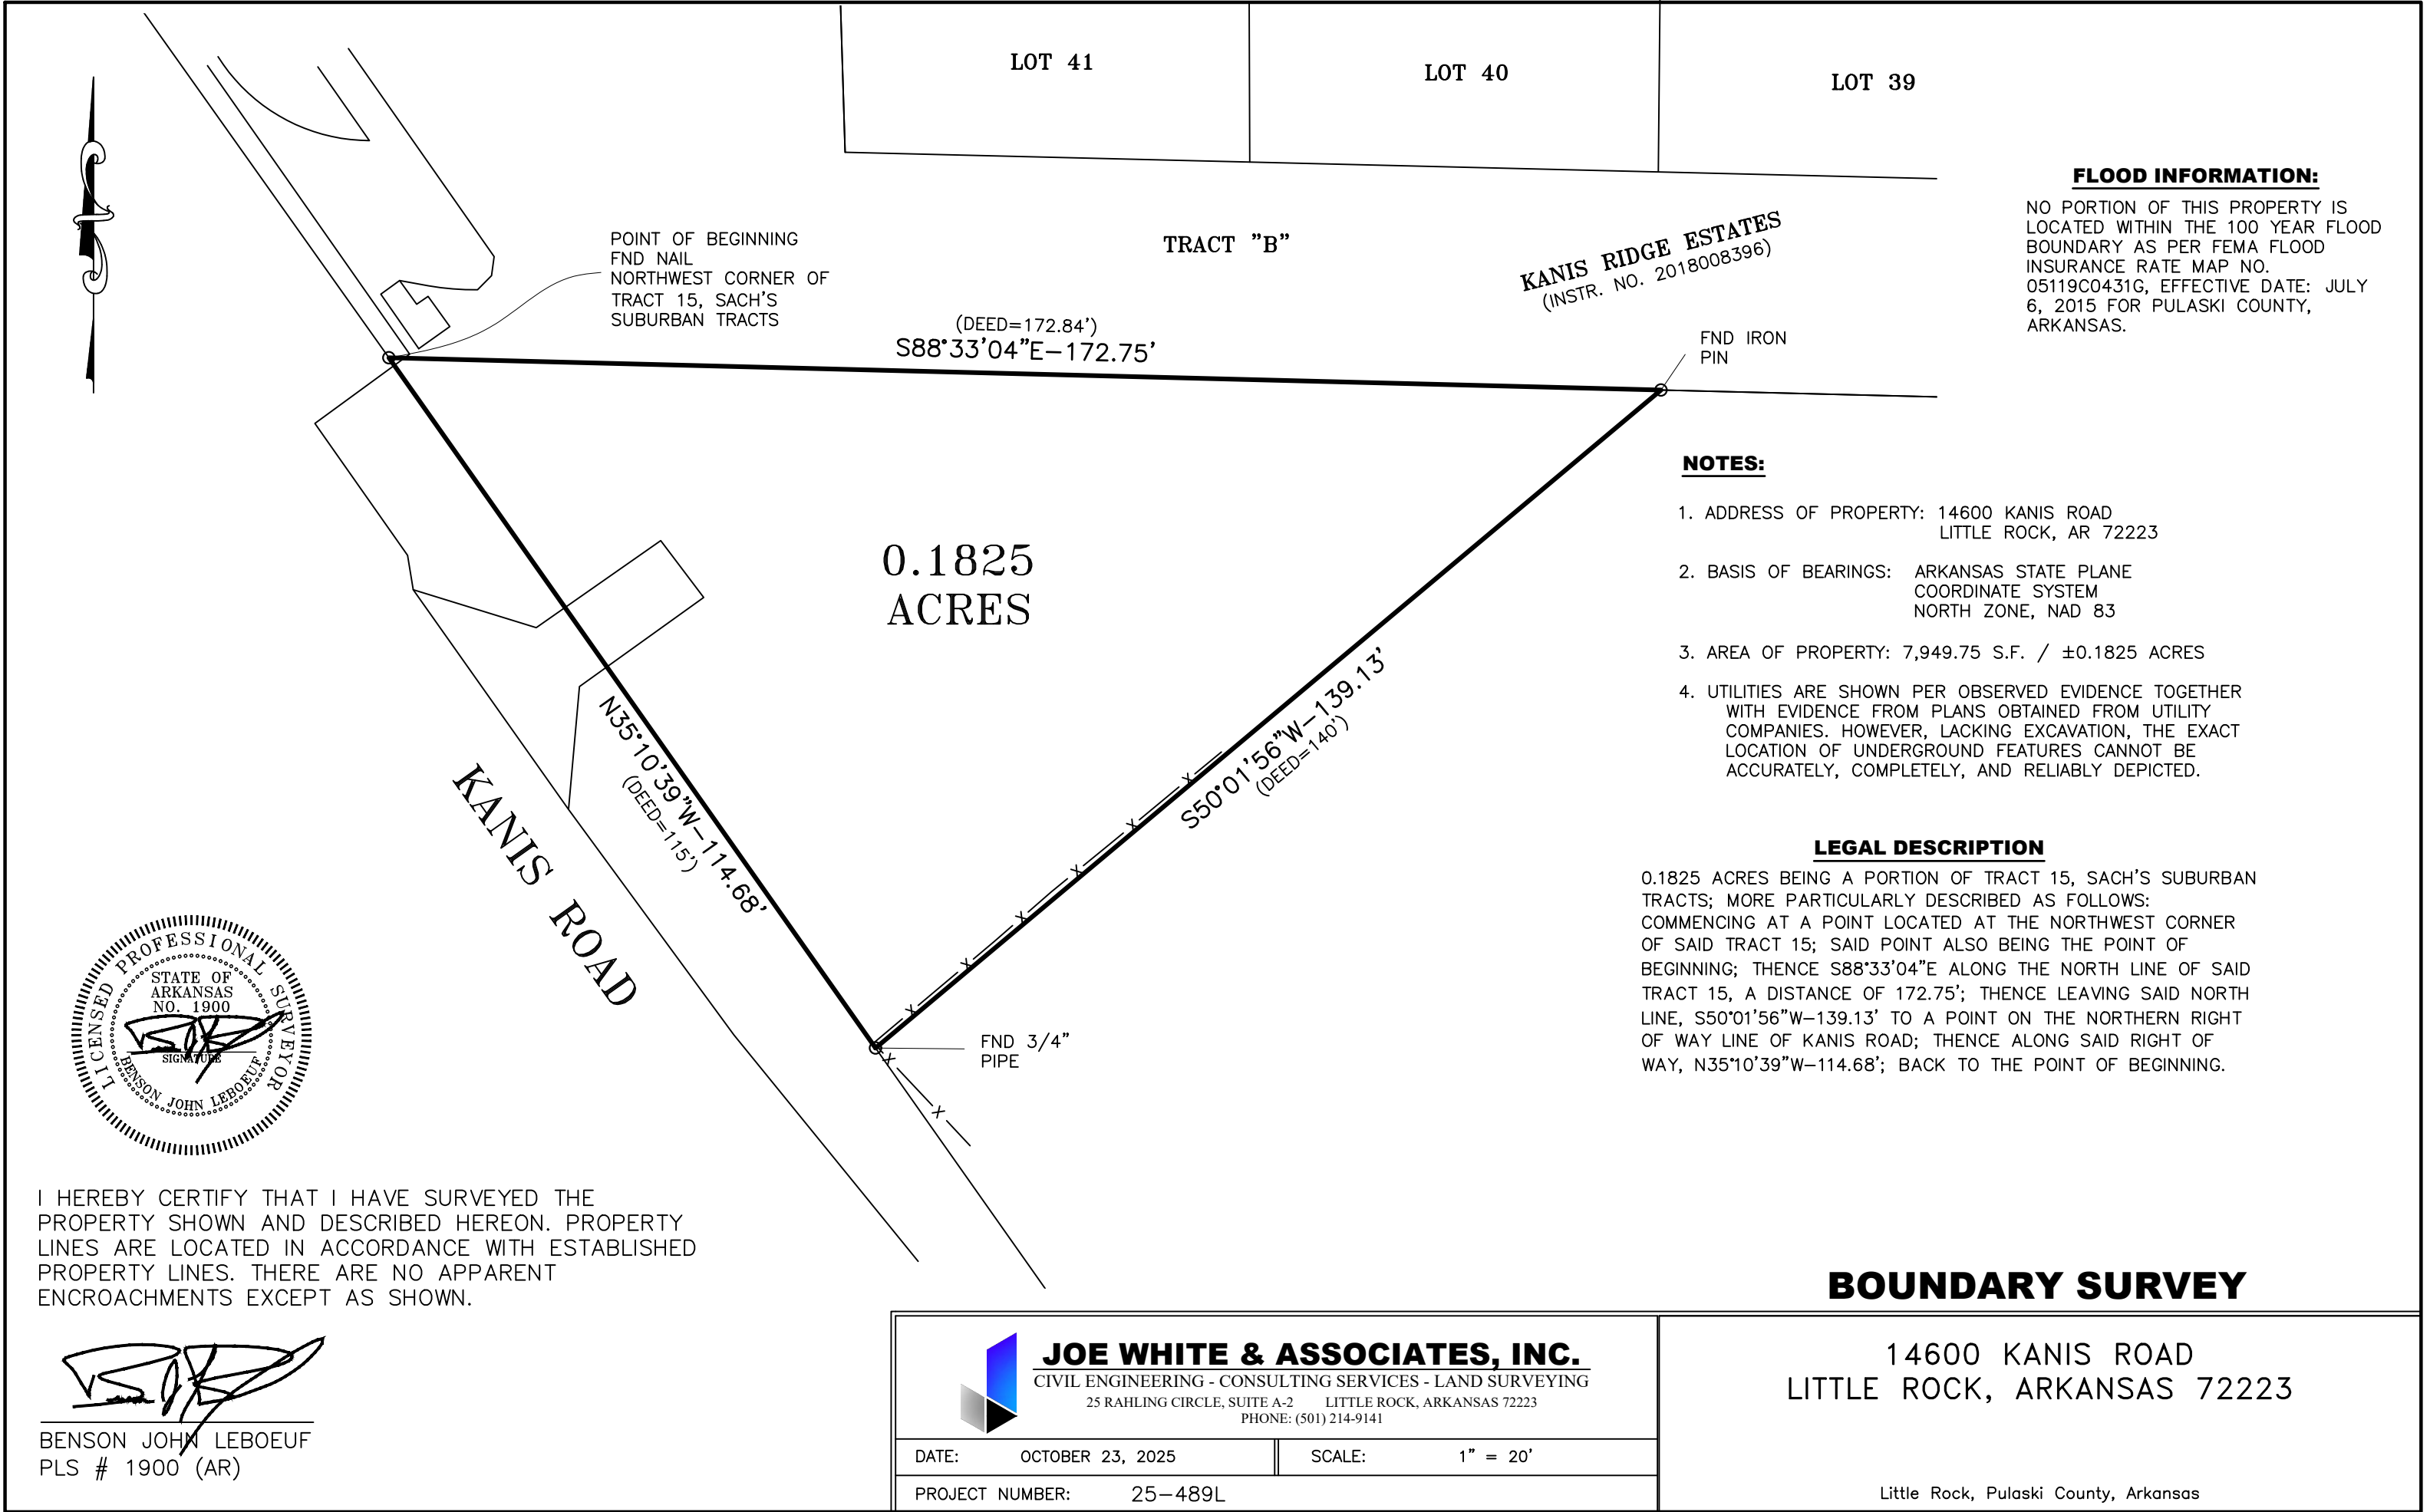 LOT 41
LOT 40
LOT 39
FLOOD INFORMATION:
NO PORTION OF THIS PROPERTY IS
LOCATED WITHIN THE 100 YEAR FLOOD
BOUNDARY AS PER FEMA FLOOD
INSURANCE RATE MAP NO.
05119C0431G, EFFECTIVE DATE: JULY
6, 2015 FOR PULASKI COUNTY,
ARKANSAS.
POINT OF BEGINNING
FND NAIL
NORTHWEST CORNER OF
TRACT 15, SACH'S
SUBURBAN TRACTS
TRACT "B"
KANIS RIDGE ESTATES
(INSTR. NO. 2018008396)
(DEED=172.84')
S88°33'04"E-172.75'
FND IRON
PIN
NOTES:
1. ADDRESS OF PROPERTY: 14600 KANIS ROAD
LITTLE ROCK, AR 72223
2. BASIS OF BEARINGS: ARKANSAS STATE PLANE
COORDINATE SYSTEM
NORTH ZONE, NAD 83
3. AREA OF PROPERTY: 7,949.75 S.F. / ±0.1825 ACRES
4. UTILITIES ARE SHOWN PER OBSERVED EVIDENCE TOGETHER
WITH EVIDENCE FROM PLANS OBTAINED FROM UTILITY
COMPANIES. HOWEVER, LACKING EXCAVATION, THE EXACT
LOCATION OF UNDERGROUND FEATURES CANNOT BE
ACCURATELY, COMPLETELY, AND RELIABLY DEPICTED.
0.1825
ACRES
N35°10'39"W-114.68'
(DEED=115')
S50°01'56"W-139.13'
(DEED=140')
KANIS ROAD
FND 3/4"
PIPE
LEGAL DESCRIPTION
0.1825 ACRES BEING A PORTION OF TRACT 15, SACH'S SUBURBAN
TRACTS; MORE PARTICULARLY DESCRIBED AS FOLLOWS:
COMMENCING AT A POINT LOCATED AT THE NORTHWEST CORNER
OF SAID TRACT 15; SAID POINT ALSO BEING THE POINT OF
BEGINNING; THENCE S88°33'04"E ALONG THE NORTH LINE OF SAID
TRACT 15, A DISTANCE OF 172.75'; THENCE LEAVING SAID NORTH
LINE, S50°01'56"W-139.13' TO A POINT ON THE NORTHERN RIGHT
OF WAY LINE OF KANIS ROAD; THENCE ALONG SAID RIGHT OF
WAY, N35°10'39"W-114.68'; BACK TO THE POINT OF BEGINNING.
LICENSED PROFESSIONAL SURVEYOR
STATE OF
ARKANSAS
NO. 1900
SIGNATURE
BENSON JOHN LEBOEUF
I HEREBY CERTIFY THAT I HAVE SURVEYED THE
PROPERTY SHOWN AND DESCRIBED HEREON. PROPERTY
LINES ARE LOCATED IN ACCORDANCE WITH ESTABLISHED
PROPERTY LINES. THERE ARE NO APPARENT
ENCROACHMENTS EXCEPT AS SHOWN.
BENSON JOHN LEBOEUF
PLS # 1900 (AR)
BOUNDARY SURVEY
JOE WHITE & ASSOCIATES, INC.
CIVIL ENGINEERING - CONSULTING SERVICES - LAND SURVEYING
25 RAHLING CIRCLE, SUITE A-2 LITTLE ROCK, ARKANSAS 72223
PHONE: (501) 214-9141
DATE: OCTOBER 23, 2025
SCALE: 1" = 20'
PROJECT NUMBER: 25-489L
14600 KANIS ROAD
LITTLE ROCK, ARKANSAS 72223
Little Rock, Pulaski County, Arkansas